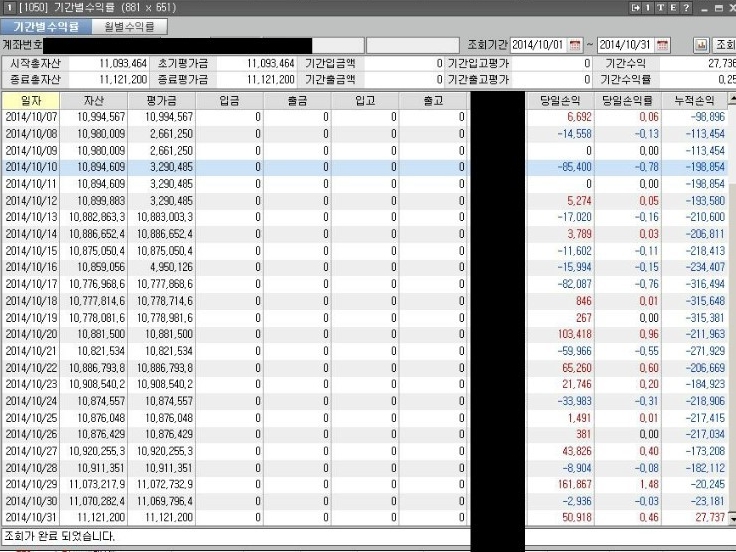 1 [1050] 기간별수익률 (881 x 651) 1 T E ?
기간별수익률 월별수익률
계좌번호 조회기간 2014/10/01 ~ 2014/10/31 조회
시작총자산 11,093,464 초기평가금 11,093,464 기간입금액 0 기간입고평가 0 기간수익 27,736
종료총자산 11,121,200 종료평가금 11,121,200 기간출금액 0 기간출고평가 0 기간수익률 0,25
일자 자산 평가금 입금 출금 입고 출고 당일손익 당일손익률 누적손익
2014/10/07 10,994,567 10,994,567 0 0 0 0 6,692 0,06 -98,896
2014/10/08 10,980,009 2,661,250 0 0 0 0 -14,558 -0,13 -113,454
2014/10/09 10,980,009 2,661,250 0 0 0 0 0 0,00 -113,454
2014/10/10 10,894,609 3,290,485 0 0 0 0 -85,400 -0,78 -198,854
2014/10/11 10,894,609 3,290,485 0 0 0 0 0 0,00 -198,854
2014/10/12 10,899,883 3,290,485 0 0 0 0 5,274 0,05 -193,580
2014/10/13 10,882,863,3 10,883,003,3 0 0 0 0 -17,020 -0,16 -210,600
2014/10/14 10,886,652,4 10,886,652,4 0 0 0 0 3,789 0,03 -206,811
2014/10/15 10,875,050,4 10,875,050,4 0 0 0 0 -11,602 -0,11 -218,413
2014/10/16 10,859,056 4,950,126 0 0 0 0 -15,994 -0,15 -234,407
2014/10/17 10,776,968,6 10,777,868,6 0 0 0 0 -82,087 -0,76 -316,494
2014/10/18 10,777,814,6 10,778,714,6 0 0 0 0 846 0,01 -315,648
2014/10/19 10,778,081,6 10,778,981,6 0 0 0 0 267 0,00 -315,381
2014/10/20 10,881,500 10,881,500 0 0 0 0 103,418 0,96 -211,963
2014/10/21 10,821,534 10,821,534 0 0 0 0 -59,966 -0,55 -271,929
2014/10/22 10,886,793,8 10,886,793,8 0 0 0 0 65,260 0,60 -206,669
2014/10/23 10,908,540,2 10,908,540,2 0 0 0 0 21,746 0,20 -184,923
2014/10/24 10,874,557 10,874,557 0 0 0 0 -33,983 -0,31 -218,906
2014/10/25 10,876,048 10,876,048 0 0 0 0 1,491 0,01 -217,415
2014/10/26 10,876,429 10,876,429 0 0 0 0 381 0,00 -217,034
2014/10/27 10,920,255,3 10,920,255,3 0 0 0 0 43,826 0,40 -173,208
2014/10/28 10,911,351 10,911,351 0 0 0 0 -8,904 -0,08 -182,112
2014/10/29 11,073,217,9 11,072,732,9 0 0 0 0 161,867 1,48 -20,245
2014/10/30 11,070,282,4 11,069,796,4 0 0 0 0 -2,936 -0,03 -23,181
2014/10/31 11,121,200 11,121,200 0 0 0 0 50,918 0,46 27,737
조회가 완료 되었습니다.